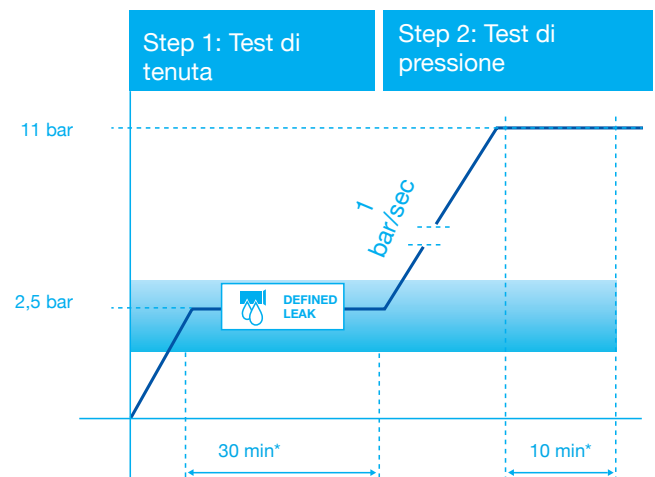 Step 1: Test di
tenuta
Step 2: Test di
pressione
11 bar
1
bar/sec
2,5 bar
DEFINED
LEAK
30 min*
10 min*